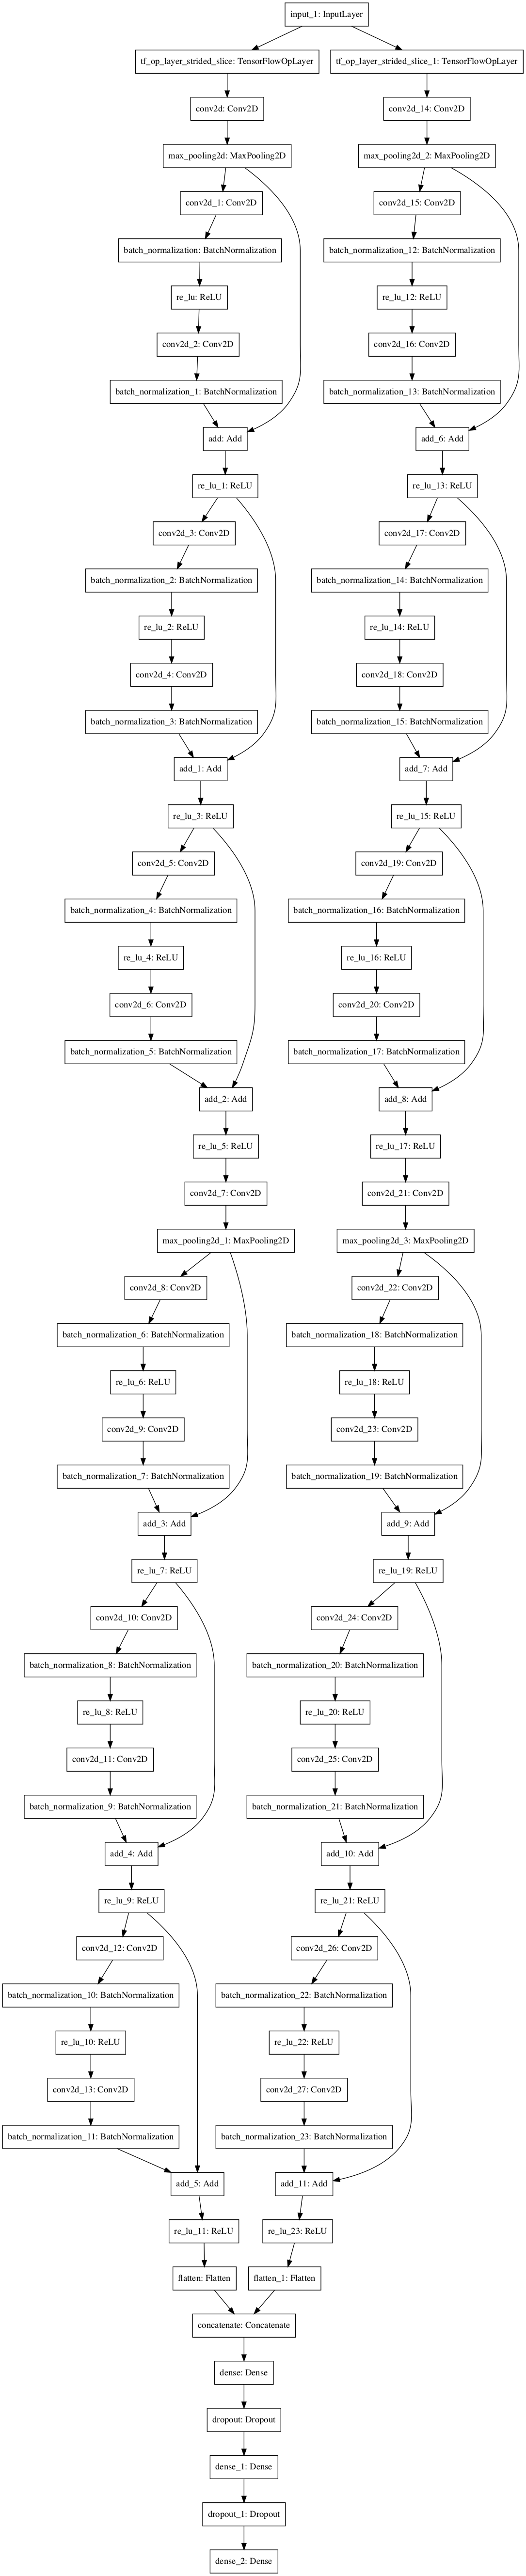 input_1: InputLayer
tf_op_layer_strided_slice: TensorFlowOpLayer
tf_op_layer_strided_slice_1: TensorFlowOpLayer
conv2d: Conv2D
conv2d_14: Conv2D
max_pooling2d: MaxPooling2D
max_pooling2d_2: MaxPooling2D
conv2d_1: Conv2D
conv2d_15: Conv2D
batch_normalization: BatchNormalization
batch_normalization_12: BatchNormalization
re_lu: ReLU
re_lu_12: ReLU
conv2d_2: Conv2D
conv2d_16: Conv2D
batch_normalization_1: BatchNormalization
batch_normalization_13: BatchNormalization
add: Add
add_6: Add
re_lu_1: ReLU
re_lu_13: ReLU
conv2d_3: Conv2D
conv2d_17: Conv2D
batch_normalization_2: BatchNormalization
batch_normalization_14: BatchNormalization
re_lu_2: ReLU
re_lu_14: ReLU
conv2d_4: Conv2D
conv2d_18: Conv2D
batch_normalization_3: BatchNormalization
batch_normalization_15: BatchNormalization
add_1: Add
add_7: Add
re_lu_3: ReLU
re_lu_15: ReLU
conv2d_5: Conv2D
conv2d_19: Conv2D
batch_normalization_4: BatchNormalization
batch_normalization_16: BatchNormalization
re_lu_4: ReLU
re_lu_16: ReLU
conv2d_6: Conv2D
conv2d_20: Conv2D
batch_normalization_5: BatchNormalization
batch_normalization_17: BatchNormalization
add_2: Add
add_8: Add
re_lu_5: ReLU
re_lu_17: ReLU
conv2d_7: Conv2D
conv2d_21: Conv2D
max_pooling2d_1: MaxPooling2D
max_pooling2d_3: MaxPooling2D
conv2d_8: Conv2D
conv2d_22: Conv2D
batch_normalization_6: BatchNormalization
batch_normalization_18: BatchNormalization
re_lu_6: ReLU
re_lu_18: ReLU
conv2d_9: Conv2D
conv2d_23: Conv2D
batch_normalization_7: BatchNormalization
batch_normalization_19: BatchNormalization
add_3: Add
add_9: Add
re_lu_7: ReLU
re_lu_19: ReLU
conv2d_10: Conv2D
conv2d_24: Conv2D
batch_normalization_8: BatchNormalization
batch_normalization_20: BatchNormalization
re_lu_8: ReLU
re_lu_20: ReLU
conv2d_11: Conv2D
conv2d_25: Conv2D
batch_normalization_9: BatchNormalization
batch_normalization_21: BatchNormalization
add_4: Add
add_10: Add
re_lu_9: ReLU
re_lu_21: ReLU
conv2d_12: Conv2D
conv2d_26: Conv2D
batch_normalization_10: BatchNormalization
batch_normalization_22: BatchNormalization
re_lu_10: ReLU
re_lu_22: ReLU
conv2d_13: Conv2D
conv2d_27: Conv2D
batch_normalization_11: BatchNormalization
batch_normalization_23: BatchNormalization
add_5: Add
add_11: Add
re_lu_11: ReLU
re_lu_23: ReLU
flatten: Flatten
flatten_1: Flatten
concatenate: Concatenate
dense: Dense
dropout: Dropout
dense_1: Dense
dropout_1: Dropout
dense_2: Dense